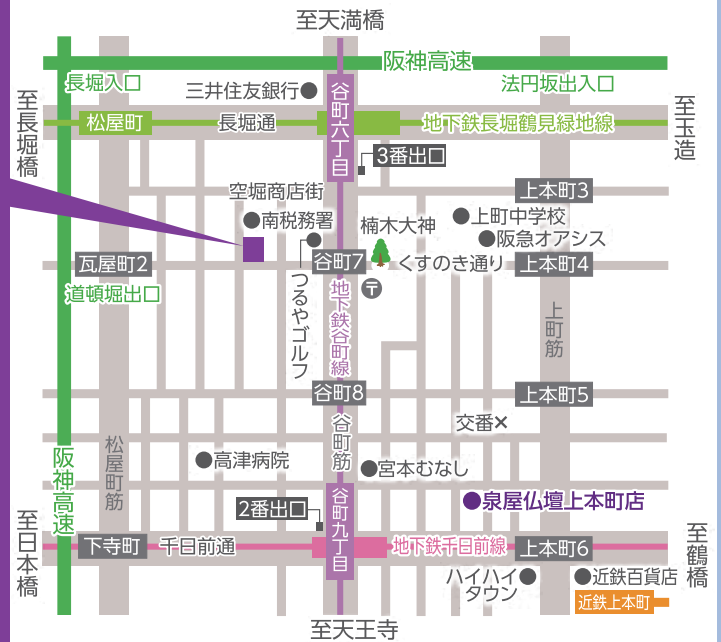 至天満橋
阪神高速
長堀入口
三井住友銀行
谷町六丁目
法円坂出入口
至長堀橋
松屋町
長堀通
地下鉄長堀鶴見緑地線
至玉造
3番出口
空堀商店街
上本町3
南税務署
楠木大神
上町中学校
阪急オアシス
瓦屋町2
谷町7
くすのき通り
上本町4
道頓堀出口
つるやゴルフ
地下鉄谷町線
〒
上町筋
谷町8
上本町5
谷町筋
交番
松屋町筋
阪神高速
高津病院
宮本むなし
谷町九丁目
泉屋仏壇上本町店
2番出口
至日本橋
下寺町
千日前通
地下鉄千日前線
上本町6
至鶴橋
ハイハイ
タウン
近鉄百貨店
近鉄上本町
至天王寺